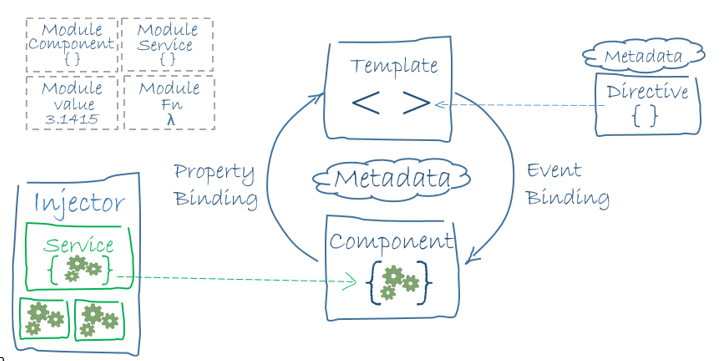 Module
Component
{ }
Module
Service
{ }
Module
value
3.1415
Module
Fn
λ
Template
< >
Metadata
Directive
{ }
Property
Binding
Metadata
Event
Binding
Injector
Service
{ }
Component
{ }